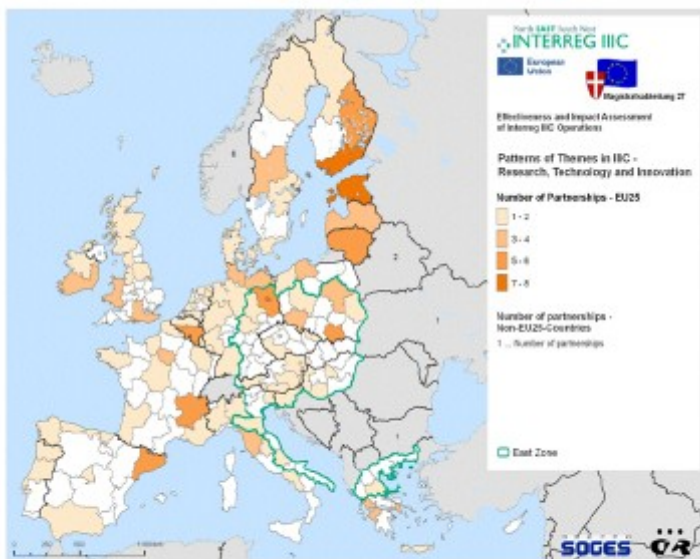 North EAST South West
INTERREG IIIC
European
Union
Magistratsabteilung 27
Effectiveness and Impact Assessment
of Interreg IIIC Operations
Patterns of Themes in IIIC -
Research, Technology and Innovation
Number of Partnerships - EU25
1 - 2
3 - 4
5 - 6
7 - 8
Number of partnerships -
Non-EU25-Countries
1 ... Number of partnerships
East Zone
SOGES